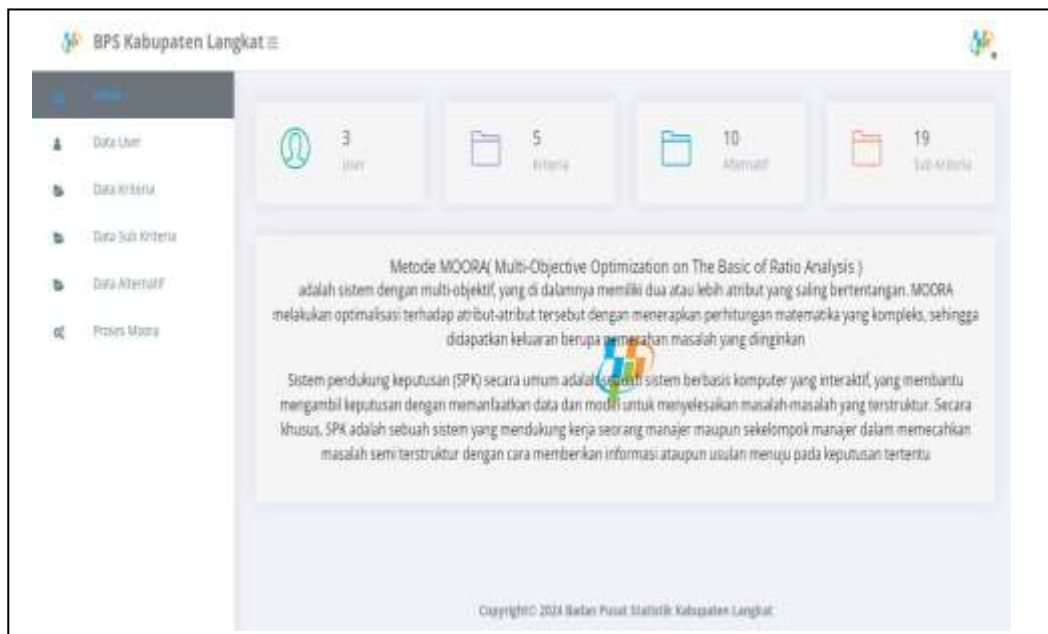 BPS Kabupaten Langkat
Data User
Data Kriteria
Data Sub Kriteria
Data Alternatif
Proses Moora
3
User
5
Kriteria
10
Alternatif
19
Sub Kriteria
Metode MOORA( Multi-Objective Optimization on The Basic of Ratio Analysis )
adalah sistem dengan multi-objektif, yang di dalamnya memiliki dua atau lebih atribut yang saling bertentangan. MOORA
melakukan optimalisasi terhadap atribut-atribut tersebut dengan menerapkan perhitungan matematika yang kompleks, sehingga
didapatkan keluaran berupa masalah yang diinginkan
Sistem pendukung keputusan (SPK) secara umum adalah sistem berbasis komputer yang interaktif, yang membantu
mengambil keputusan dengan memanfaatkan data dan model untuk menyelesaikan masalah-masalah yang terstruktur. Secara
khusus, SPK adalah sebuah sistem yang mendukung kerja seorang manajer maupun sekelompok manajer dalam memecahkan
masalah semi terstruktur dengan cara memberikan informasi ataupun usulan menuju pada keputusan tertentu
Copyright© 2024 Badan Pusat Statistik Kabupaten Langkat